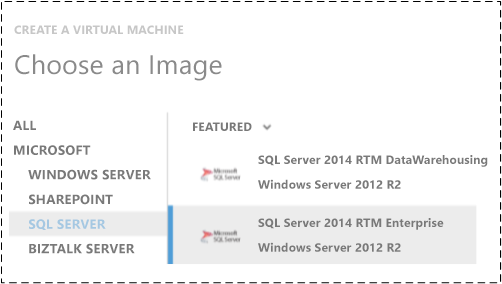 CREATE A VIRTUAL MACHINE
Choose an Image
ALL
MICROSOFT
WINDOWS SERVER
SHAREPOINT
SQL SERVER
BIZTALK SERVER
FEATURED
Microsoft
SQL Server
SQL Server 2014 RTM DataWarehousing
Windows Server 2012 R2
Microsoft
SQL Server
SQL Server 2014 RTM Enterprise
Windows Server 2012 R2